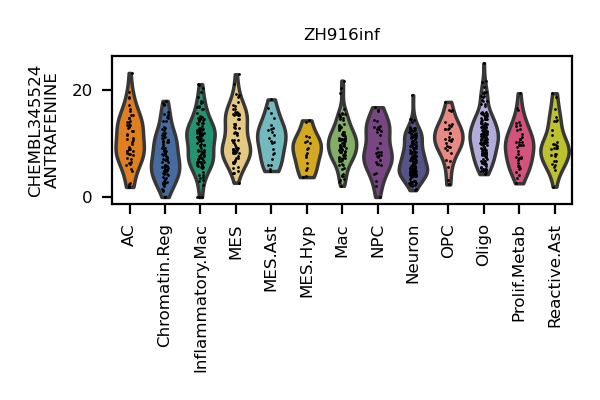 ZH916inf
CHEMBL345524
ANTRAFENINE
20
0
AC
Chromatin.Reg
Inflammatory.Mac
MES
MES.Ast
MES.Hyp
Mac
NPC
Neuron
OPC
Oligo
Prolif.Metab
Reactive.Ast